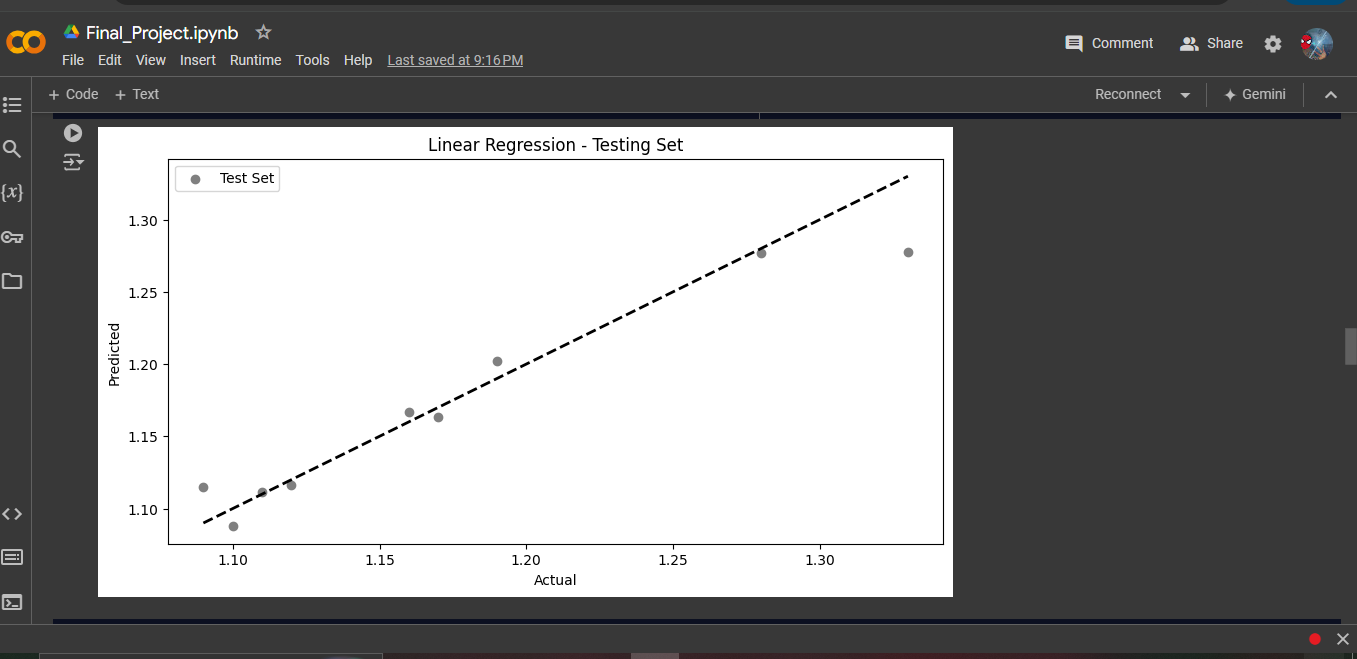 Final_Project.ipynb
Comment
Share
File Edit View Insert Runtime Tools Help Last saved at 9:16 PM
+ Code + Text
Reconnect
Gemini
{x}
Linear Regression - Testing Set
Test Set
1.30
1.25
1.20
1.15
1.10
Predicted
1.10 1.15 1.20 1.25 1.30
Actual